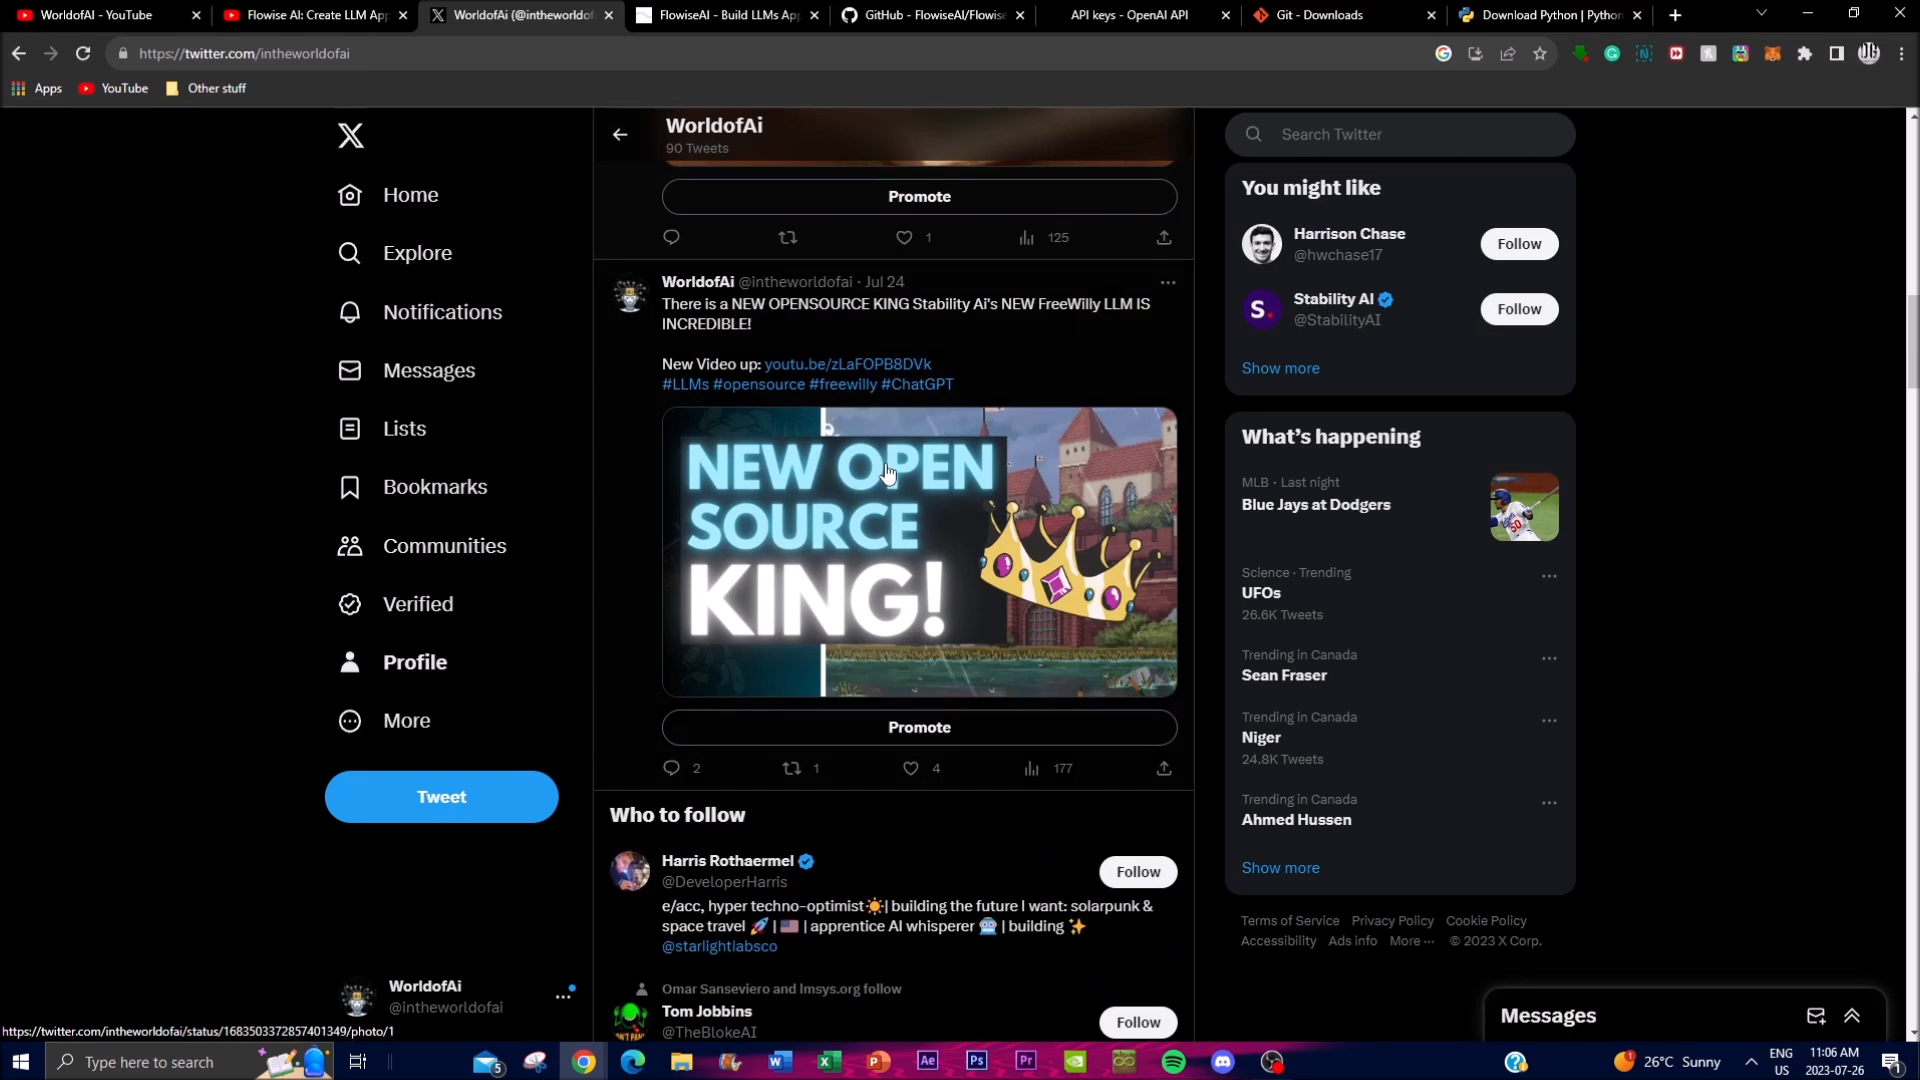 WorldofAi - YouTube
Flowise AI: Create LLM App
WorldofAi (@intheworldof
FlowiseAI - Build LLMs App
GitHub - FlowiseAI/Flowise
API keys - OpenAI API
Git - Downloads
Download Python | Python
https://twitter.com/intheworldofai
Apps
YouTube
Other stuff
Home
Explore
Notifications
Messages
Lists
Bookmarks
Communities
Verified
Profile
More
Tweet
WorldofAi
@intheworldofai
WorldofAi
90 Tweets
Promote
1
125
WorldofAi @intheworldofai · Jul 24
There is a NEW OPENSOURCE KING Stability Ai's NEW FreeWilly LLM IS
INCREDIBLE!
New Video up: youtu.be/zLaFOPB8DVk
#LLMs #opensource #freewilly #ChatGPT
NEW OPEN
SOURCE
KING!
Promote
2
1
4
177
Who to follow
Harris Rothaermel
@DeveloperHarris
Follow
e/acc, hyper techno-optimist☀️| building the future I want: solarpunk &
space travel 🚀 | 🇺🇸 | apprentice AI whisperer 🤖 | building ✨
@starlightlabsco
Omar Sanseviero and lmsys.org follow
Tom Jobbins
@TheBlokeAI
Follow
Search Twitter
You might like
Harrison Chase
@hwchase17
Follow
S.
Stability AI
@StabilityAI
Follow
Show more
What's happening
MLB · Last night
Blue Jays at Dodgers
50
Science · Trending
UFOs
26.6K Tweets
Trending in Canada
Sean Fraser
Trending in Canada
Niger
24.8K Tweets
Trending in Canada
Ahmed Hussen
Show more
Terms of Service Privacy Policy Cookie Policy
Accessibility Ads info More ··· © 2023 X Corp.
Messages
https://twitter.com/intheworldofai/status/1683503372857401349/photo/1
Type here to search
5
Ae
Ps
Pr
26°C Sunny
ENG
US
11:06 AM
2023-07-26
1